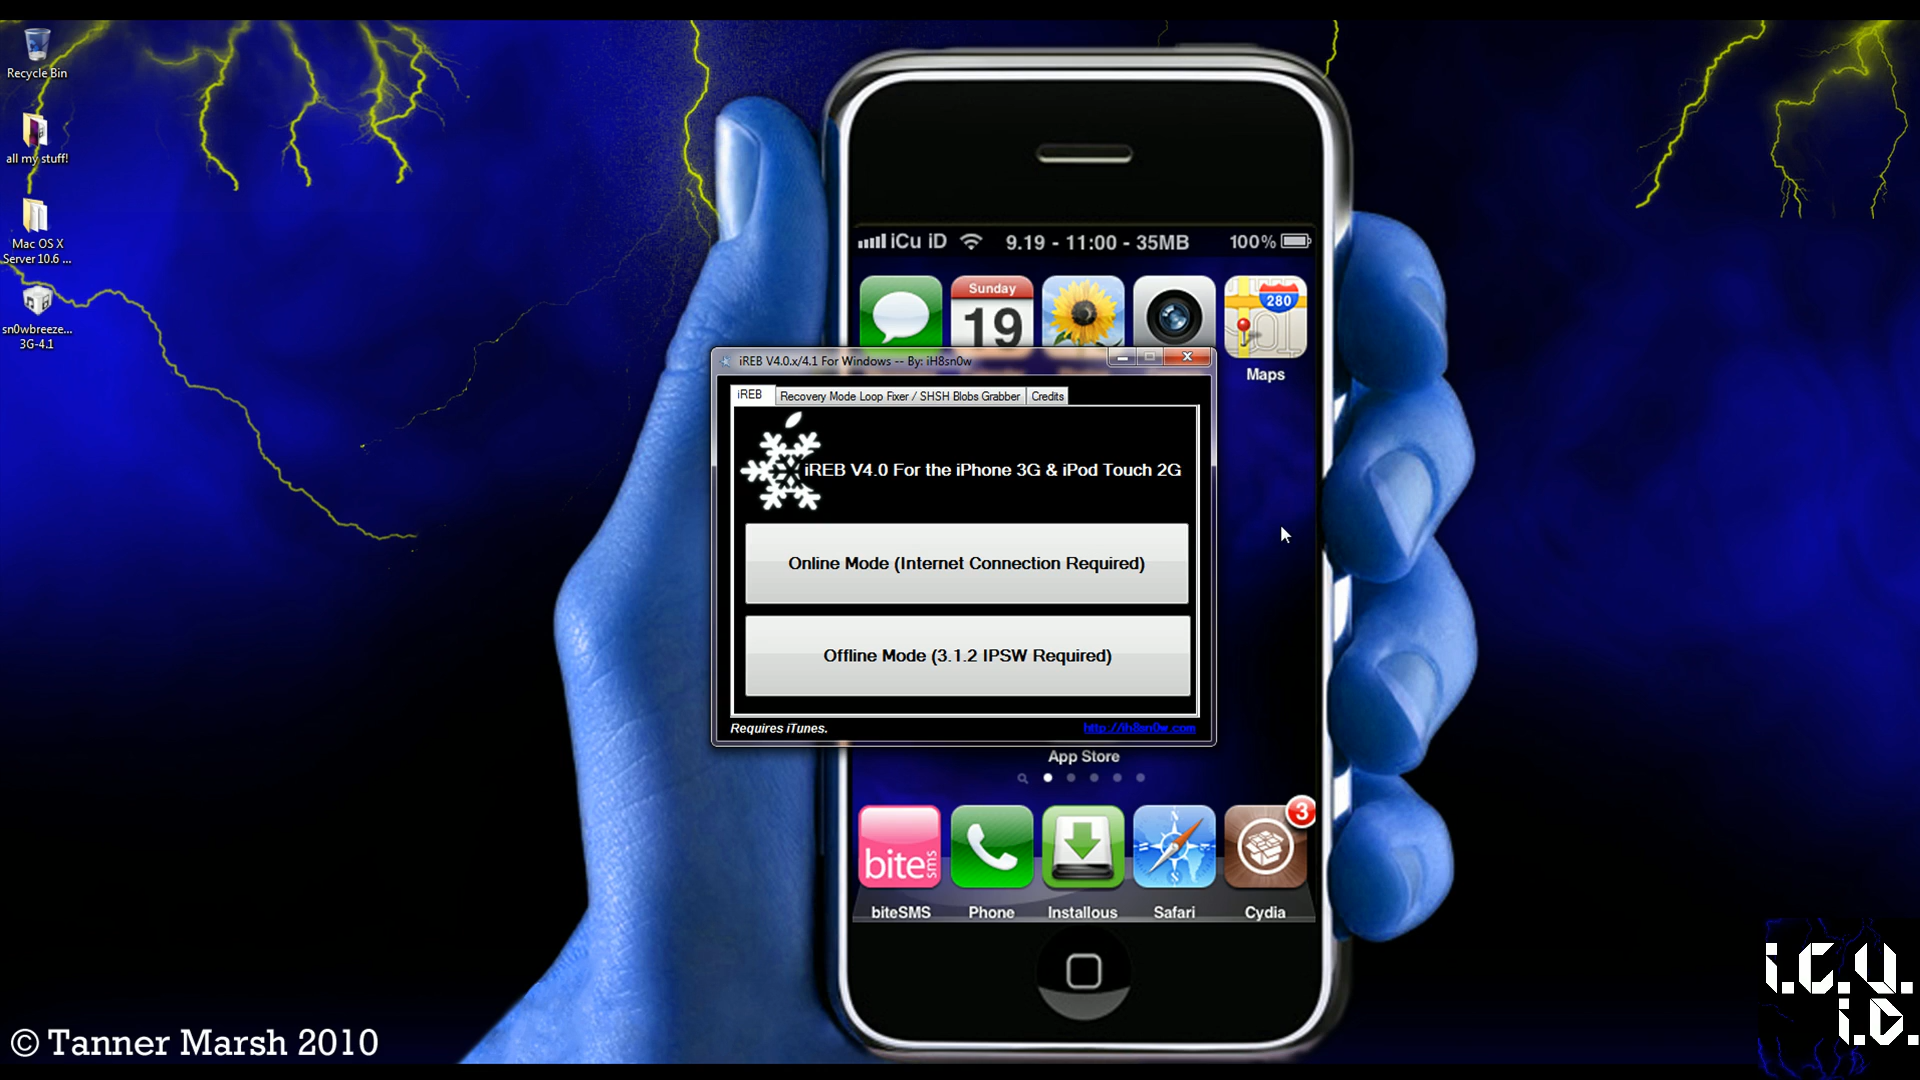 Recycle Bin
all my stuff!
Mac OS X
Server 10.6 ...
sn0wbreeze...
3G-4.1
iCu iD
9.19 - 11:00 - 35MB
100%
Sunday
19
280
Maps
iREB V4.0.x/4.1 For Windows -- By: iH8sn0w
iREB
Recovery Mode Loop Fixer / SHSH Blobs Grabber
Credits
iREB V4.0 For the iPhone 3G & iPod Touch 2G
Online Mode (Internet Connection Required)
Offline Mode (3.1.2 IPSW Required)
Requires iTunes.
http://ih8sn0w.com
App Store
bite sms
N
S
3
biteSMS
Phone
Installous
Safari
Cydia
i.C.U.
i.D.
© Tanner Marsh 2010